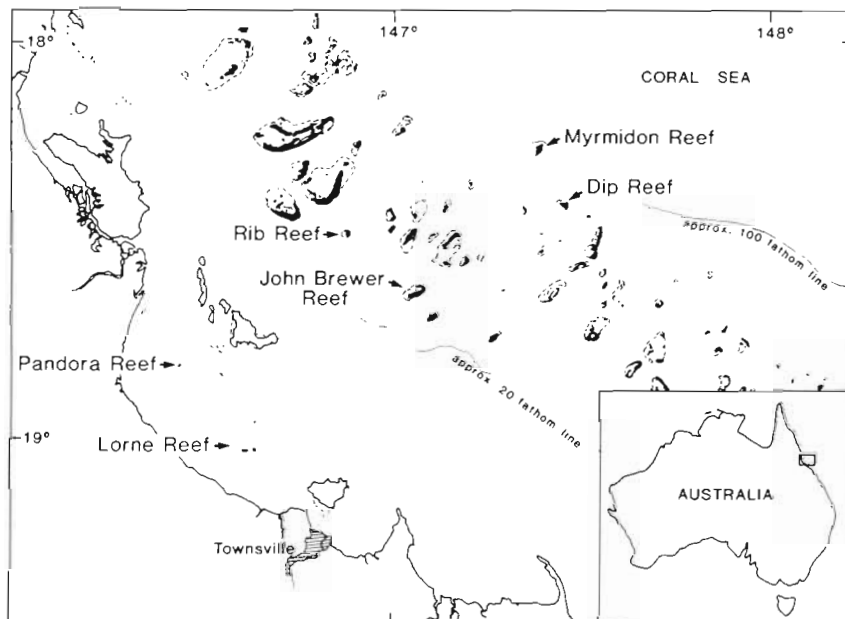 147°
148°
18°
CORAL SEA
Myrmidon Reef
Dip Reef
approx. 100 fathom line
Rib Reef
John Brewer
Reef
Pandora Reef
approx. 20 fathom line
19°
Lorne Reef
AUSTRALIA
Townsville